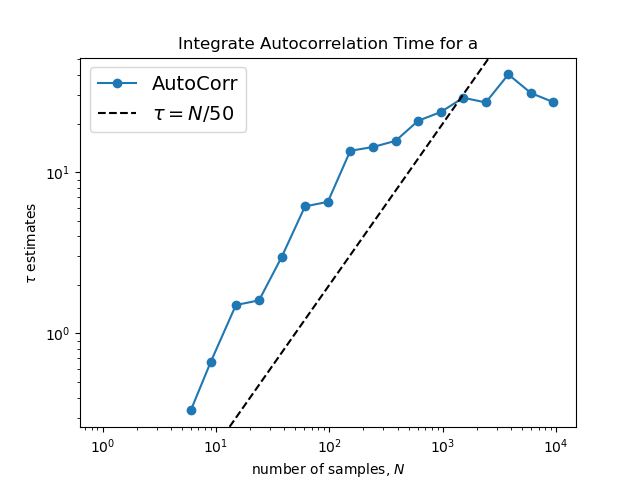 Integrate Autocorrelation Time for a
AutoCorr
τ = N/50
τ estimates
10¹
10⁰
10⁰ 10¹ 10² 10³ 10⁴
number of samples, N